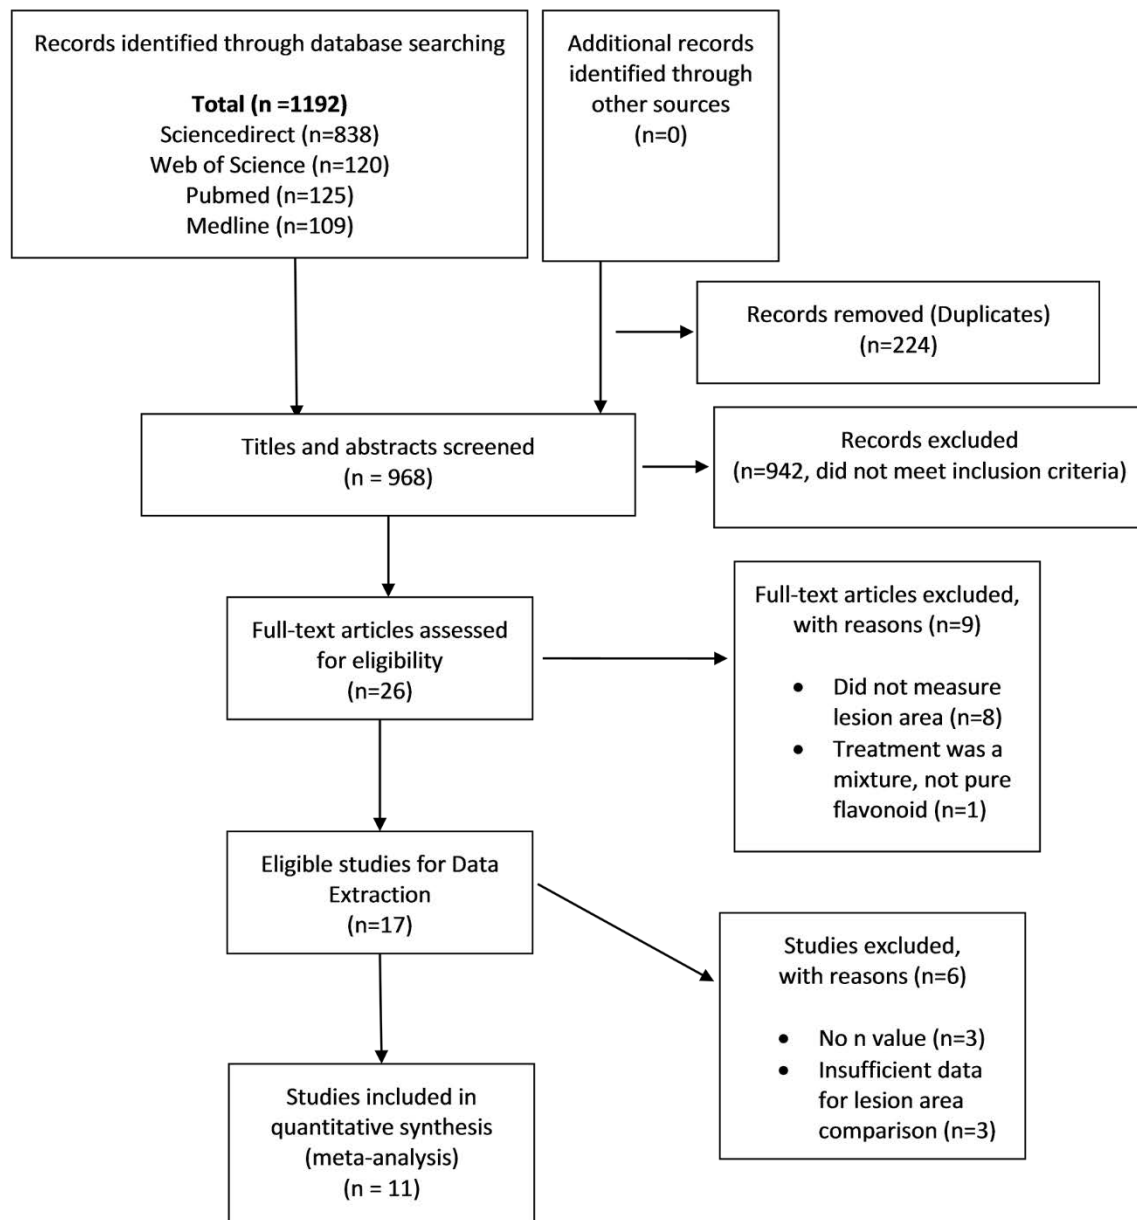 Records identified through database searching
Total (n =1192)
Sciencedirect (n=838)
Web of Science (n=120)
Pubmed (n=125)
Medline (n=109)
Additional records
identified through
other sources
(n=0)
Records removed (Duplicates)
(n=224)
Titles and abstracts screened
(n = 968)
Records excluded
(n=942, did not meet inclusion criteria)
Full-text articles assessed
for eligibility
(n=26)
Full-text articles excluded,
with reasons (n=9)
• Did not measure
lesion area (n=8)
• Treatment was a
mixture, not pure
flavonoid (n=1)
Eligible studies for Data
Extraction
(n=17)
Studies excluded,
with reasons (n=6)
• No n value (n=3)
• Insufficient data
for lesion area
comparison (n=3)
Studies included in
quantitative synthesis
(meta-analysis)
(n = 11)